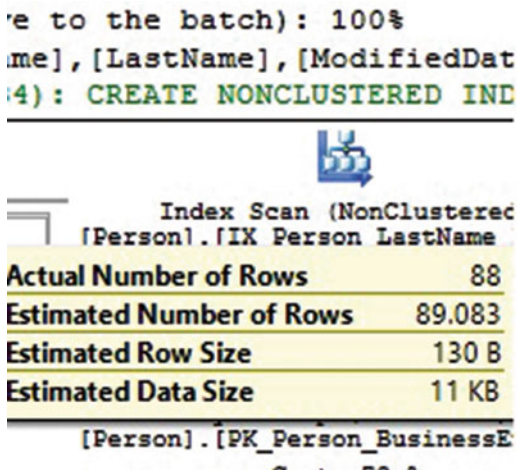 e to the batch): 100%
me],[LastName],[ModifiedDat
4): CREATE NONCLUSTERED IND
Index Scan (NonClustered
[Person].[IX_Person_LastName
Actual Number of Rows 88
Estimated Number of Rows 89.083
Estimated Row Size 130 B
Estimated Data Size 11 KB
[Person].[PK_Person_BusinessE